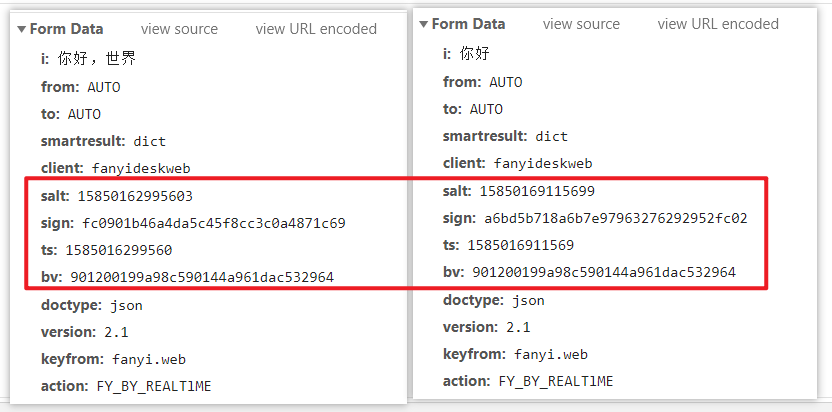 Form Data view source view URL encoded
i: 你好，世界
from: AUTO
to: AUTO
smartresult: dict
client: fanyideskweb
salt: 15850162995603
sign: fc0901b46a4da5c45f8cc3c0a4871c69
ts: 1585016299560
bv: 901200199a98c590144a961dac532964
doctype: json
version: 2.1
keyfrom: fanyi.web
action: FY_BY_REALTlME
Form Data view source view URL encoded
i: 你好
from: AUTO
to: AUTO
smartresult: dict
client: fanyideskweb
salt: 15850169115699
sign: a6bd5b718a6b7e97963276292952fc02
ts: 1585016911569
bv: 901200199a98c590144a961dac532964
doctype: json
version: 2.1
keyfrom: fanyi.web
action: FY_BY_REALTlME